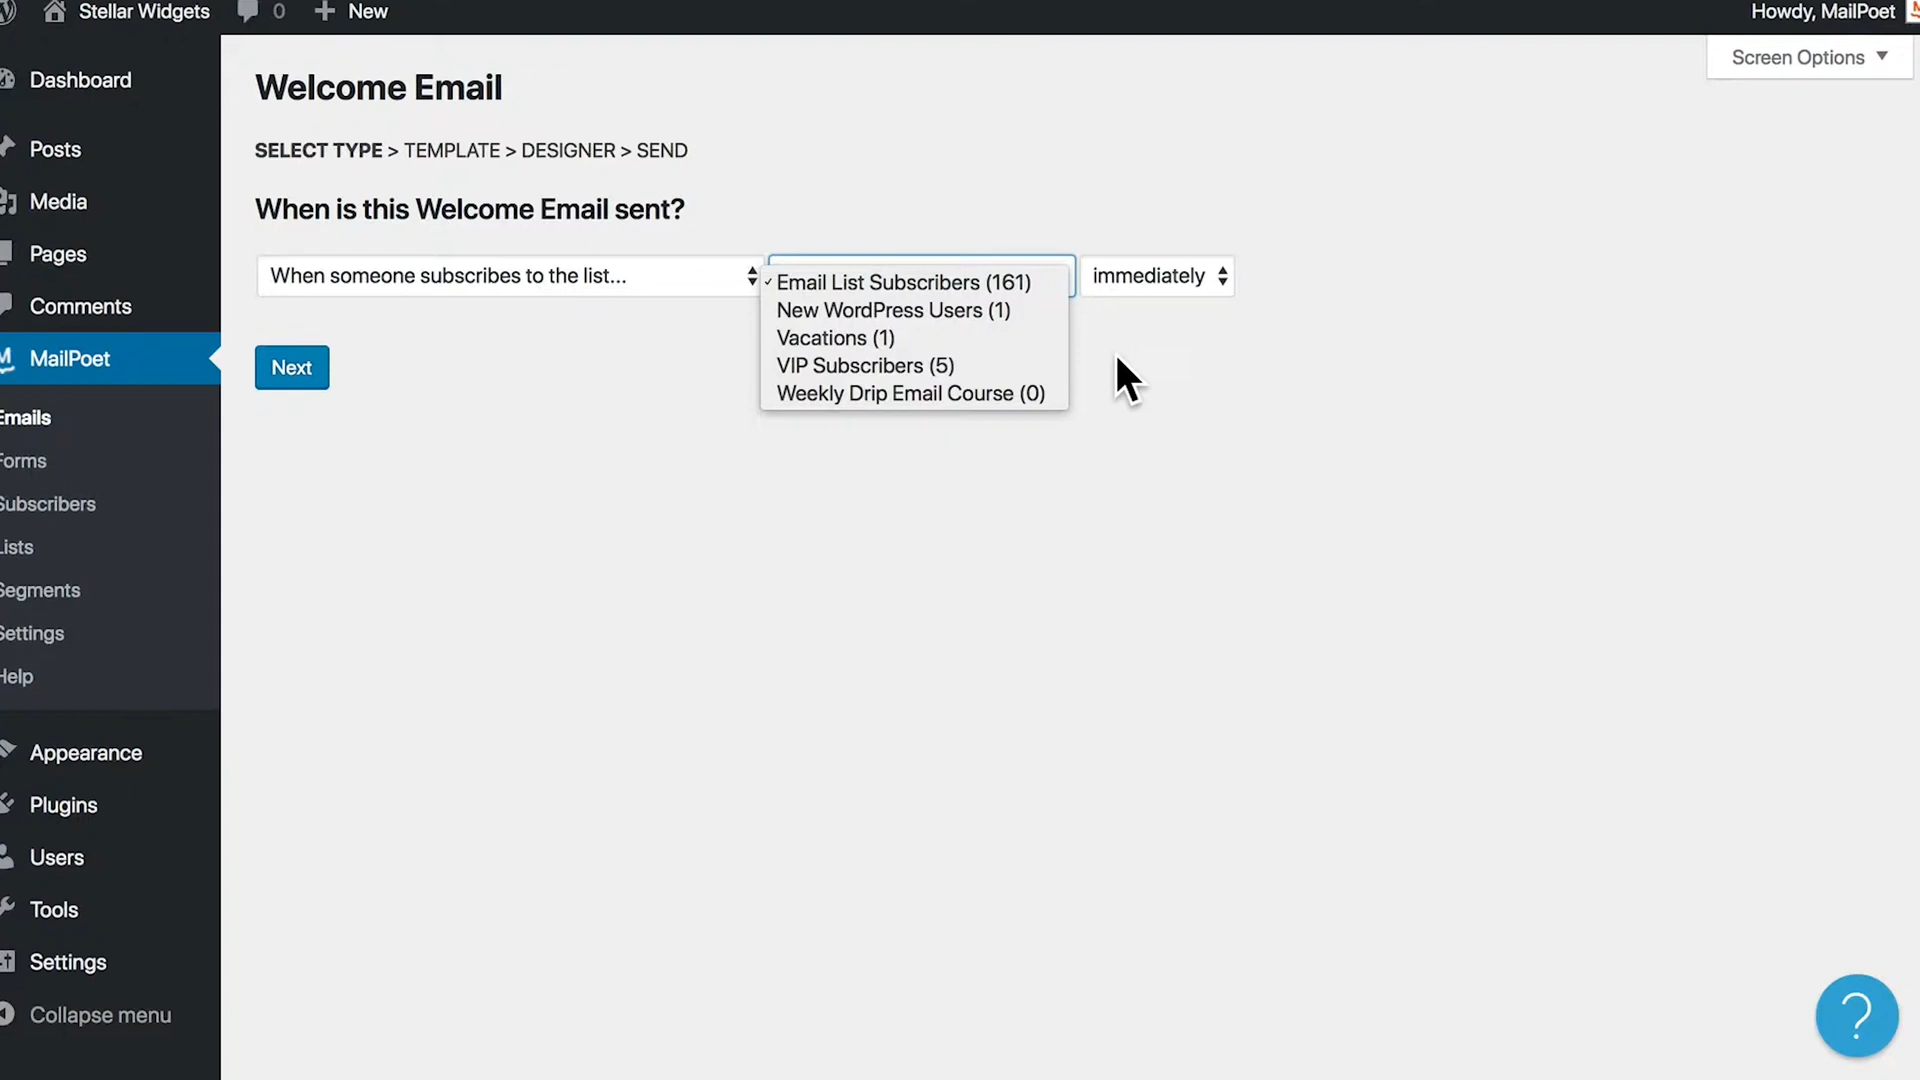 Stellar Widgets 0 + New Howdy, MailPoet
Screen Options
Dashboard
Posts
Media
Pages
Comments
MailPoet
Emails
Forms
Subscribers
Lists
Segments
Settings
Help
Appearance
Plugins
Users
Tools
Settings
Collapse menu
Welcome Email
SELECT TYPE > TEMPLATE > DESIGNER > SEND
When is this Welcome Email sent?
When someone subscribes to the list... immediately
✓ Email List Subscribers (161)
New WordPress Users (1)
Vacations (1)
VIP Subscribers (5)
Weekly Drip Email Course (0)
Next
?